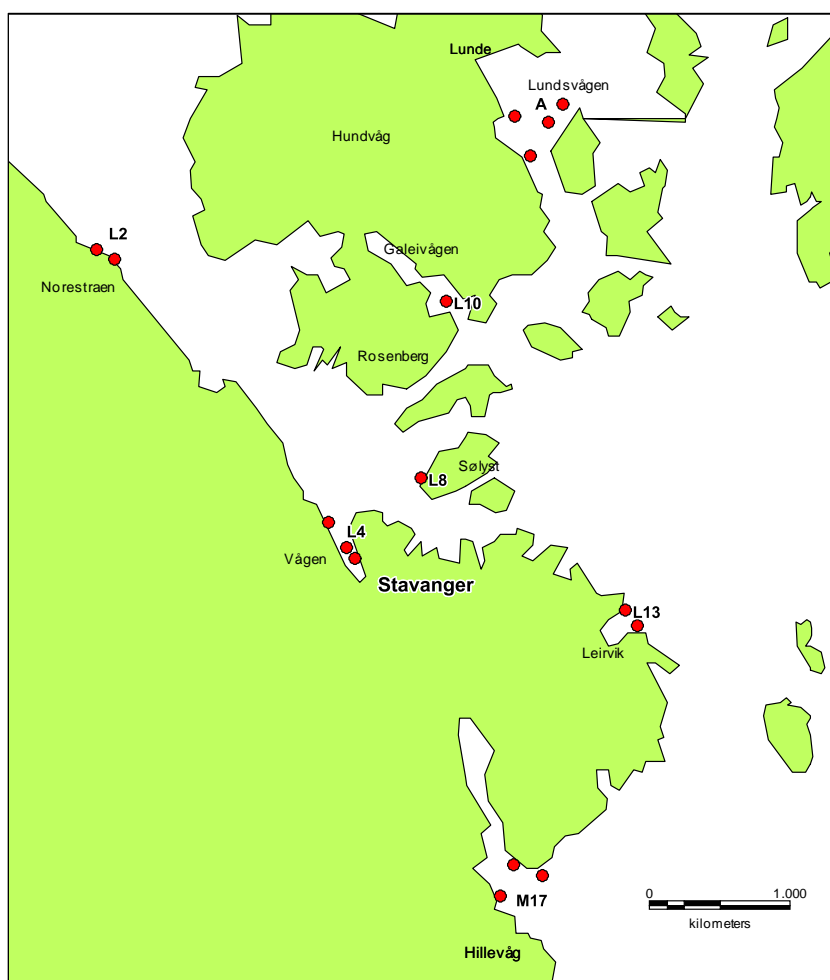 Lunde
Lundsvågen
A
Hundvåg
L2
Galeivågen
Norestraen
L10
Rosenberg
Sølyst
L8
L4
Vågen
Stavanger
L13
Leirvik
0 1.000
kilometers
M17
Hillevåg